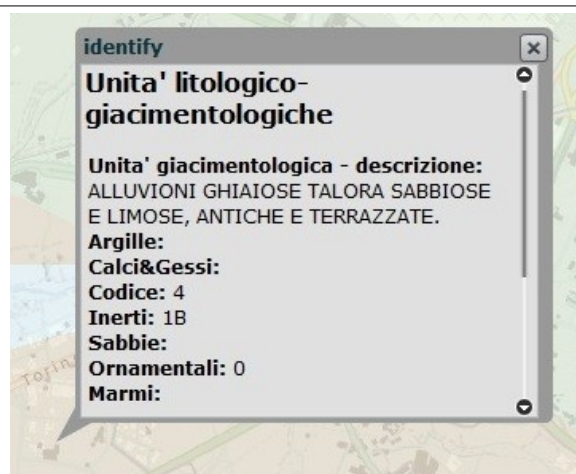 identify
Unita' litologico-
giacimentologiche
Unita' giacimentologica - descrizione:
ALLUVIONI GHIAIOSE TALORA SABBIOSE
E LIMOSE, ANTICHE E TERRAZZATE.
Argille:
Calci&Gessi:
Codice: 4
Inerti: 1B
Sabbie:
Ornamentali: 0
Marmi: